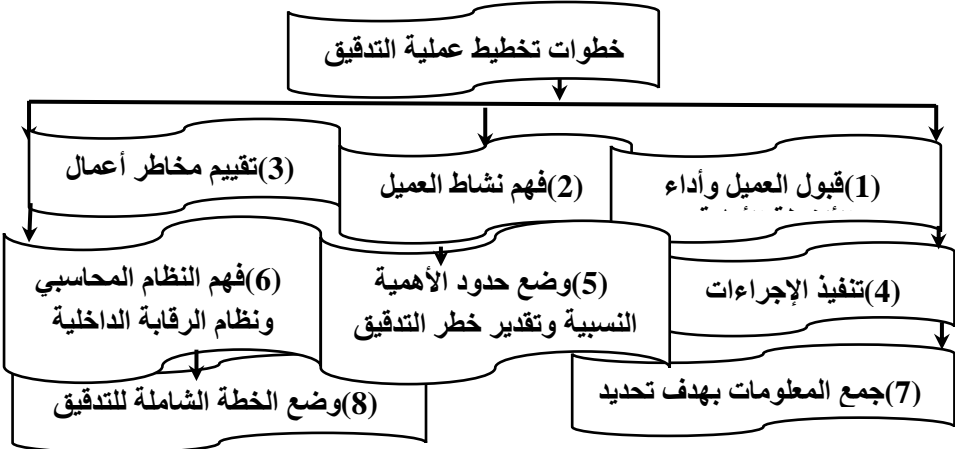 خطوات تخطيط عملية التدقيق
(1)قبول العميل وأداء
(2)فهم نشاط العميل
(3)تقييم مخاطر أعمال
(4)تنفيذ الإجراءات
(5)وضع حدود الأهمية
النسبية وتقدير خطر التدقيق
(6)فهم النظام المحاسبي
ونظام الرقابة الداخلية
(7)جمع المعلومات بهدف تحديد
(8)وضع الخطة الشاملة للتدقيق